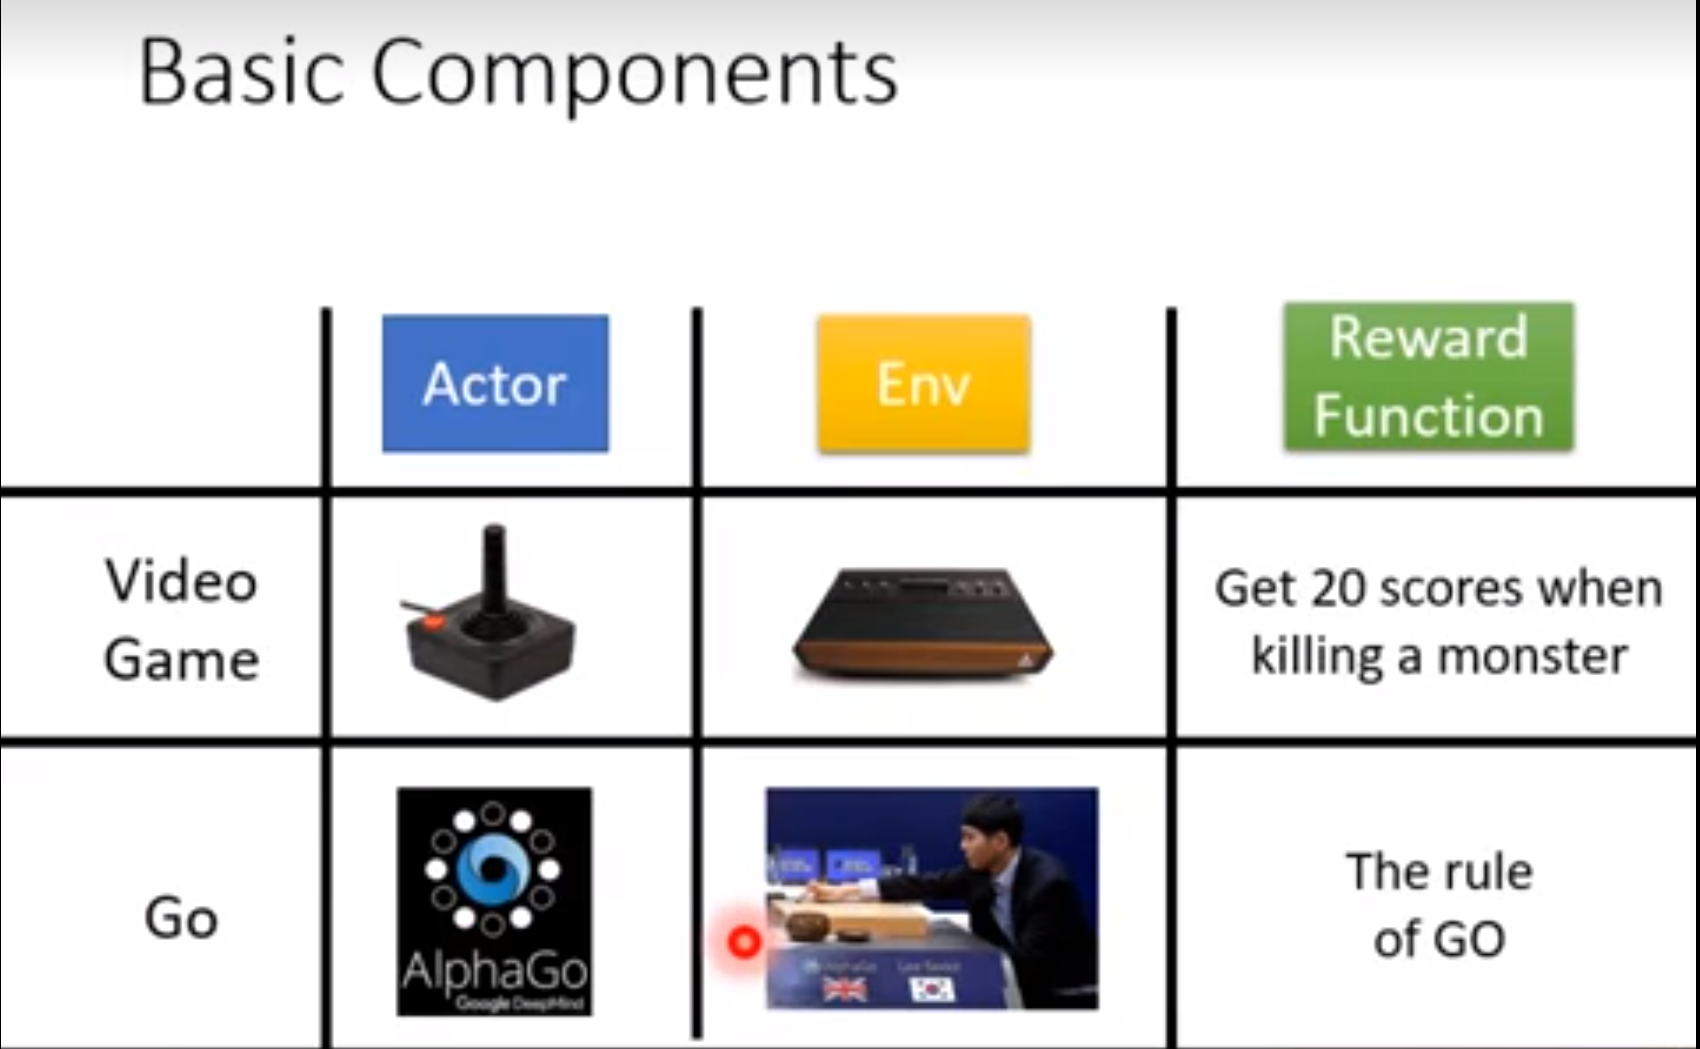 Basic Components
Actor
Env
Reward
Function
Video
Game
Get 20 scores when
killing a monster
Go
AlphaGo
Google DeepMind
AlphaGo
The rule
of GO